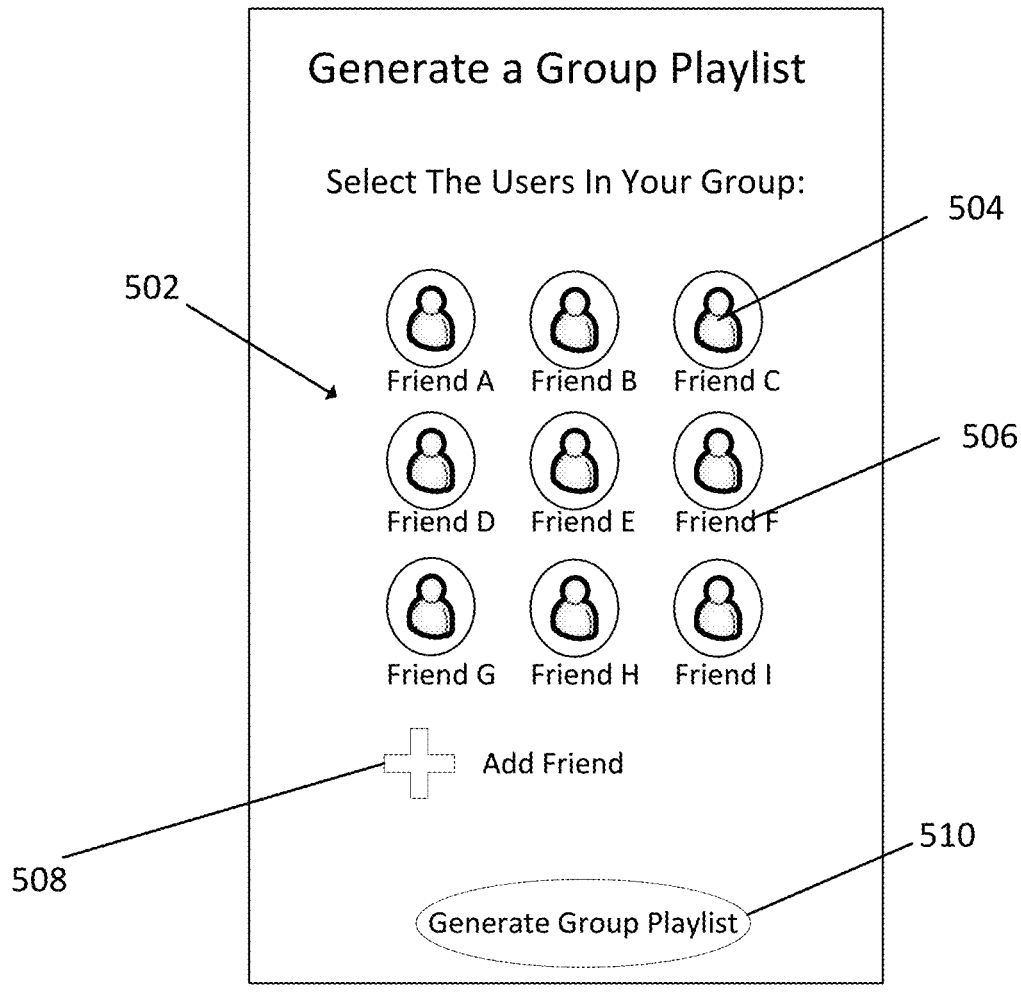 Generate a Group Playlist
Select The Users In Your Group:
504
502
Friend A Friend B Friend C
506
Friend D Friend E Friend F
Friend G Friend H Friend I
Add Friend
510
508
Generate Group Playlist